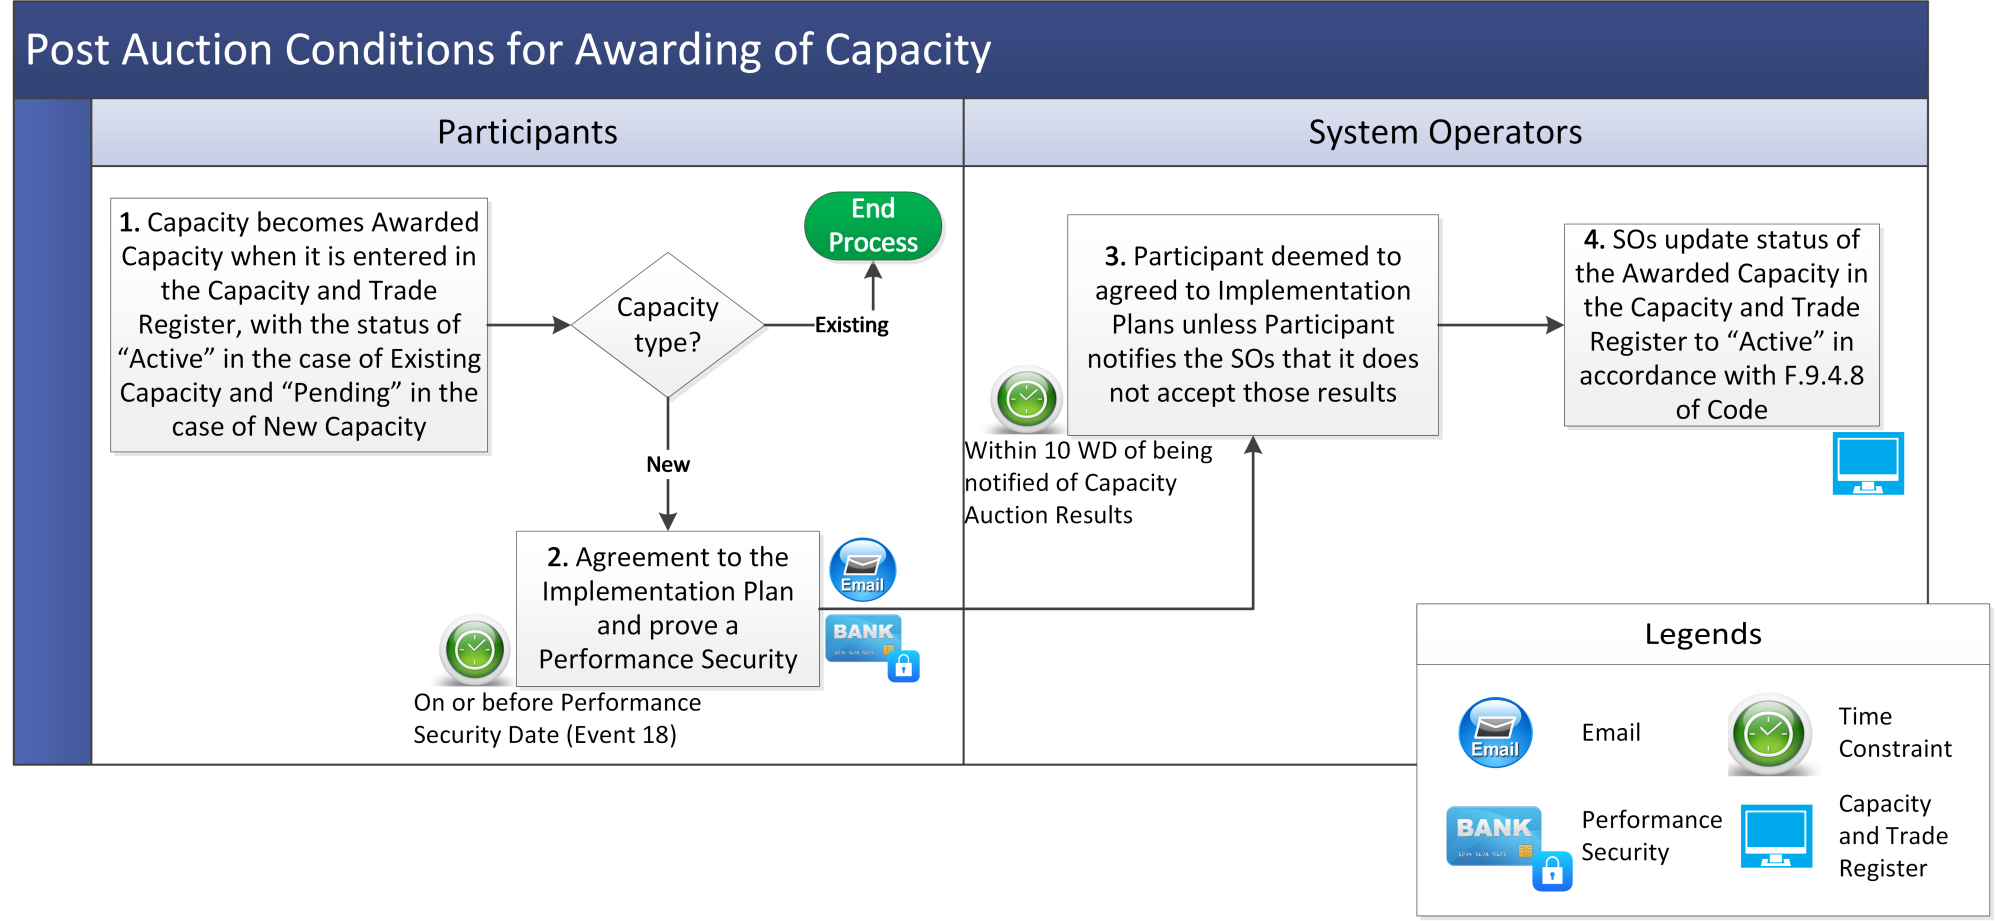 Post Auction Conditions for Awarding of Capacity
Participants
System Operators
1. Capacity becomes Awarded
Capacity when it is entered in
the Capacity and Trade
Register, with the status of
“Active” in the case of Existing
Capacity and “Pending” in the
case of New Capacity
Capacity
type?
Existing
End
Process
New
2. Agreement to the
Implementation Plan
and prove a
Performance Security
Email
BANK
1234 5678 9123
On or before Performance
Security Date (Event 18)
3. Participant deemed to
agreed to Implementation
Plans unless Participant
notifies the SOs that it does
not accept those results
Within 10 WD of being
notified of Capacity
Auction Results
4. SOs update status of
the Awarded Capacity in
the Capacity and Trade
Register to “Active” in
accordance with F.9.4.8
of Code
Legends
Email
Email
Time
Constraint
BANK
1234 5678 9123
Performance
Security
Capacity
and Trade
Register